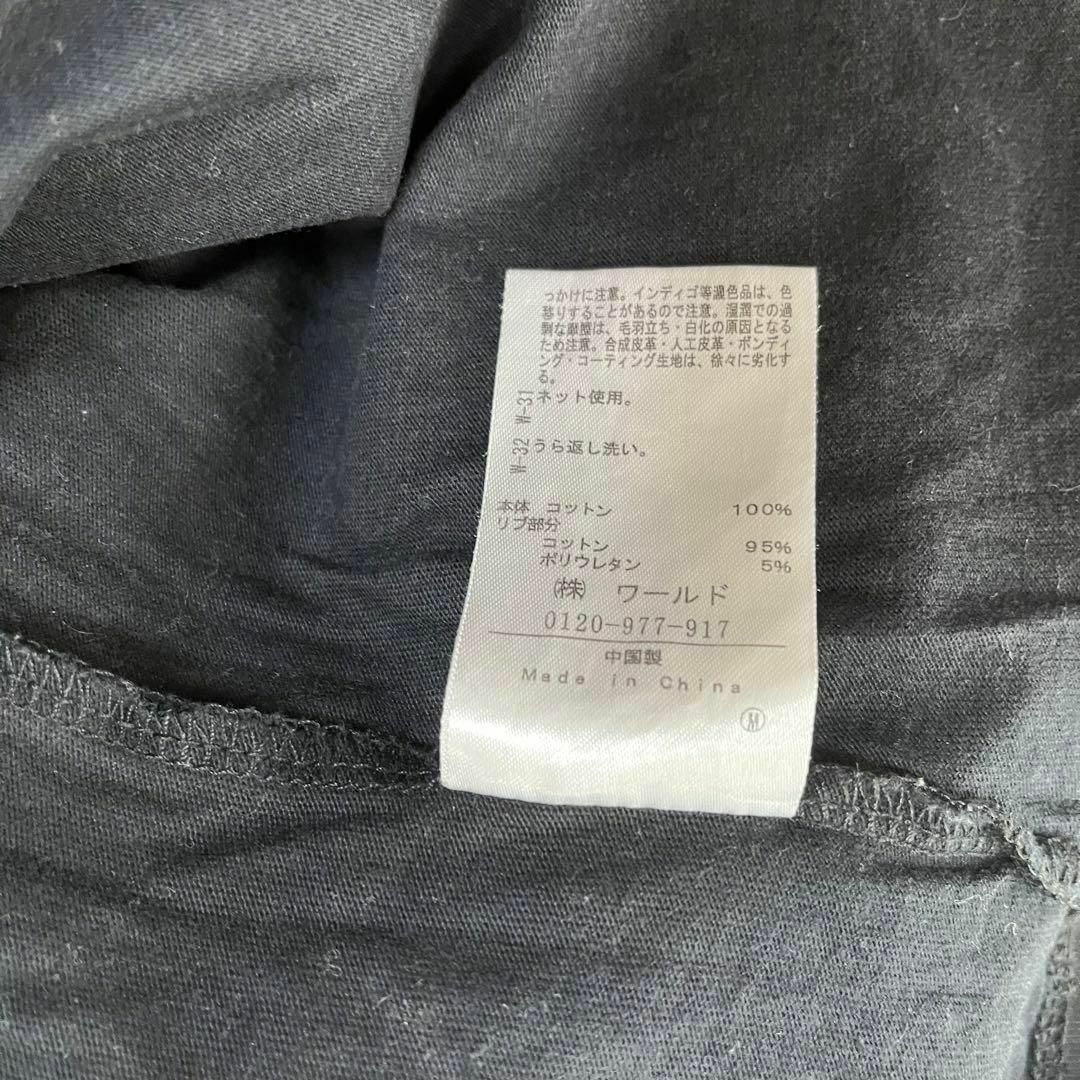 っかけに注意。インディゴ等濃色品は、色
移りすることがあるので注意。湿潤での過
剰な摩擦は、毛羽立ち・白化の原因となる
ため注意。合成皮革・人工皮革・ボンディ
ング・コーティング生地は、徐々に劣化す
る。
W-31 ネット使用。
W-32 うら返し洗い。
本体 コットン 100%
リブ部分
コットン 95%
ポリウレタン 5%
㈱ ワールド
0120-977-917
中国製
Made in China
Ⓜ